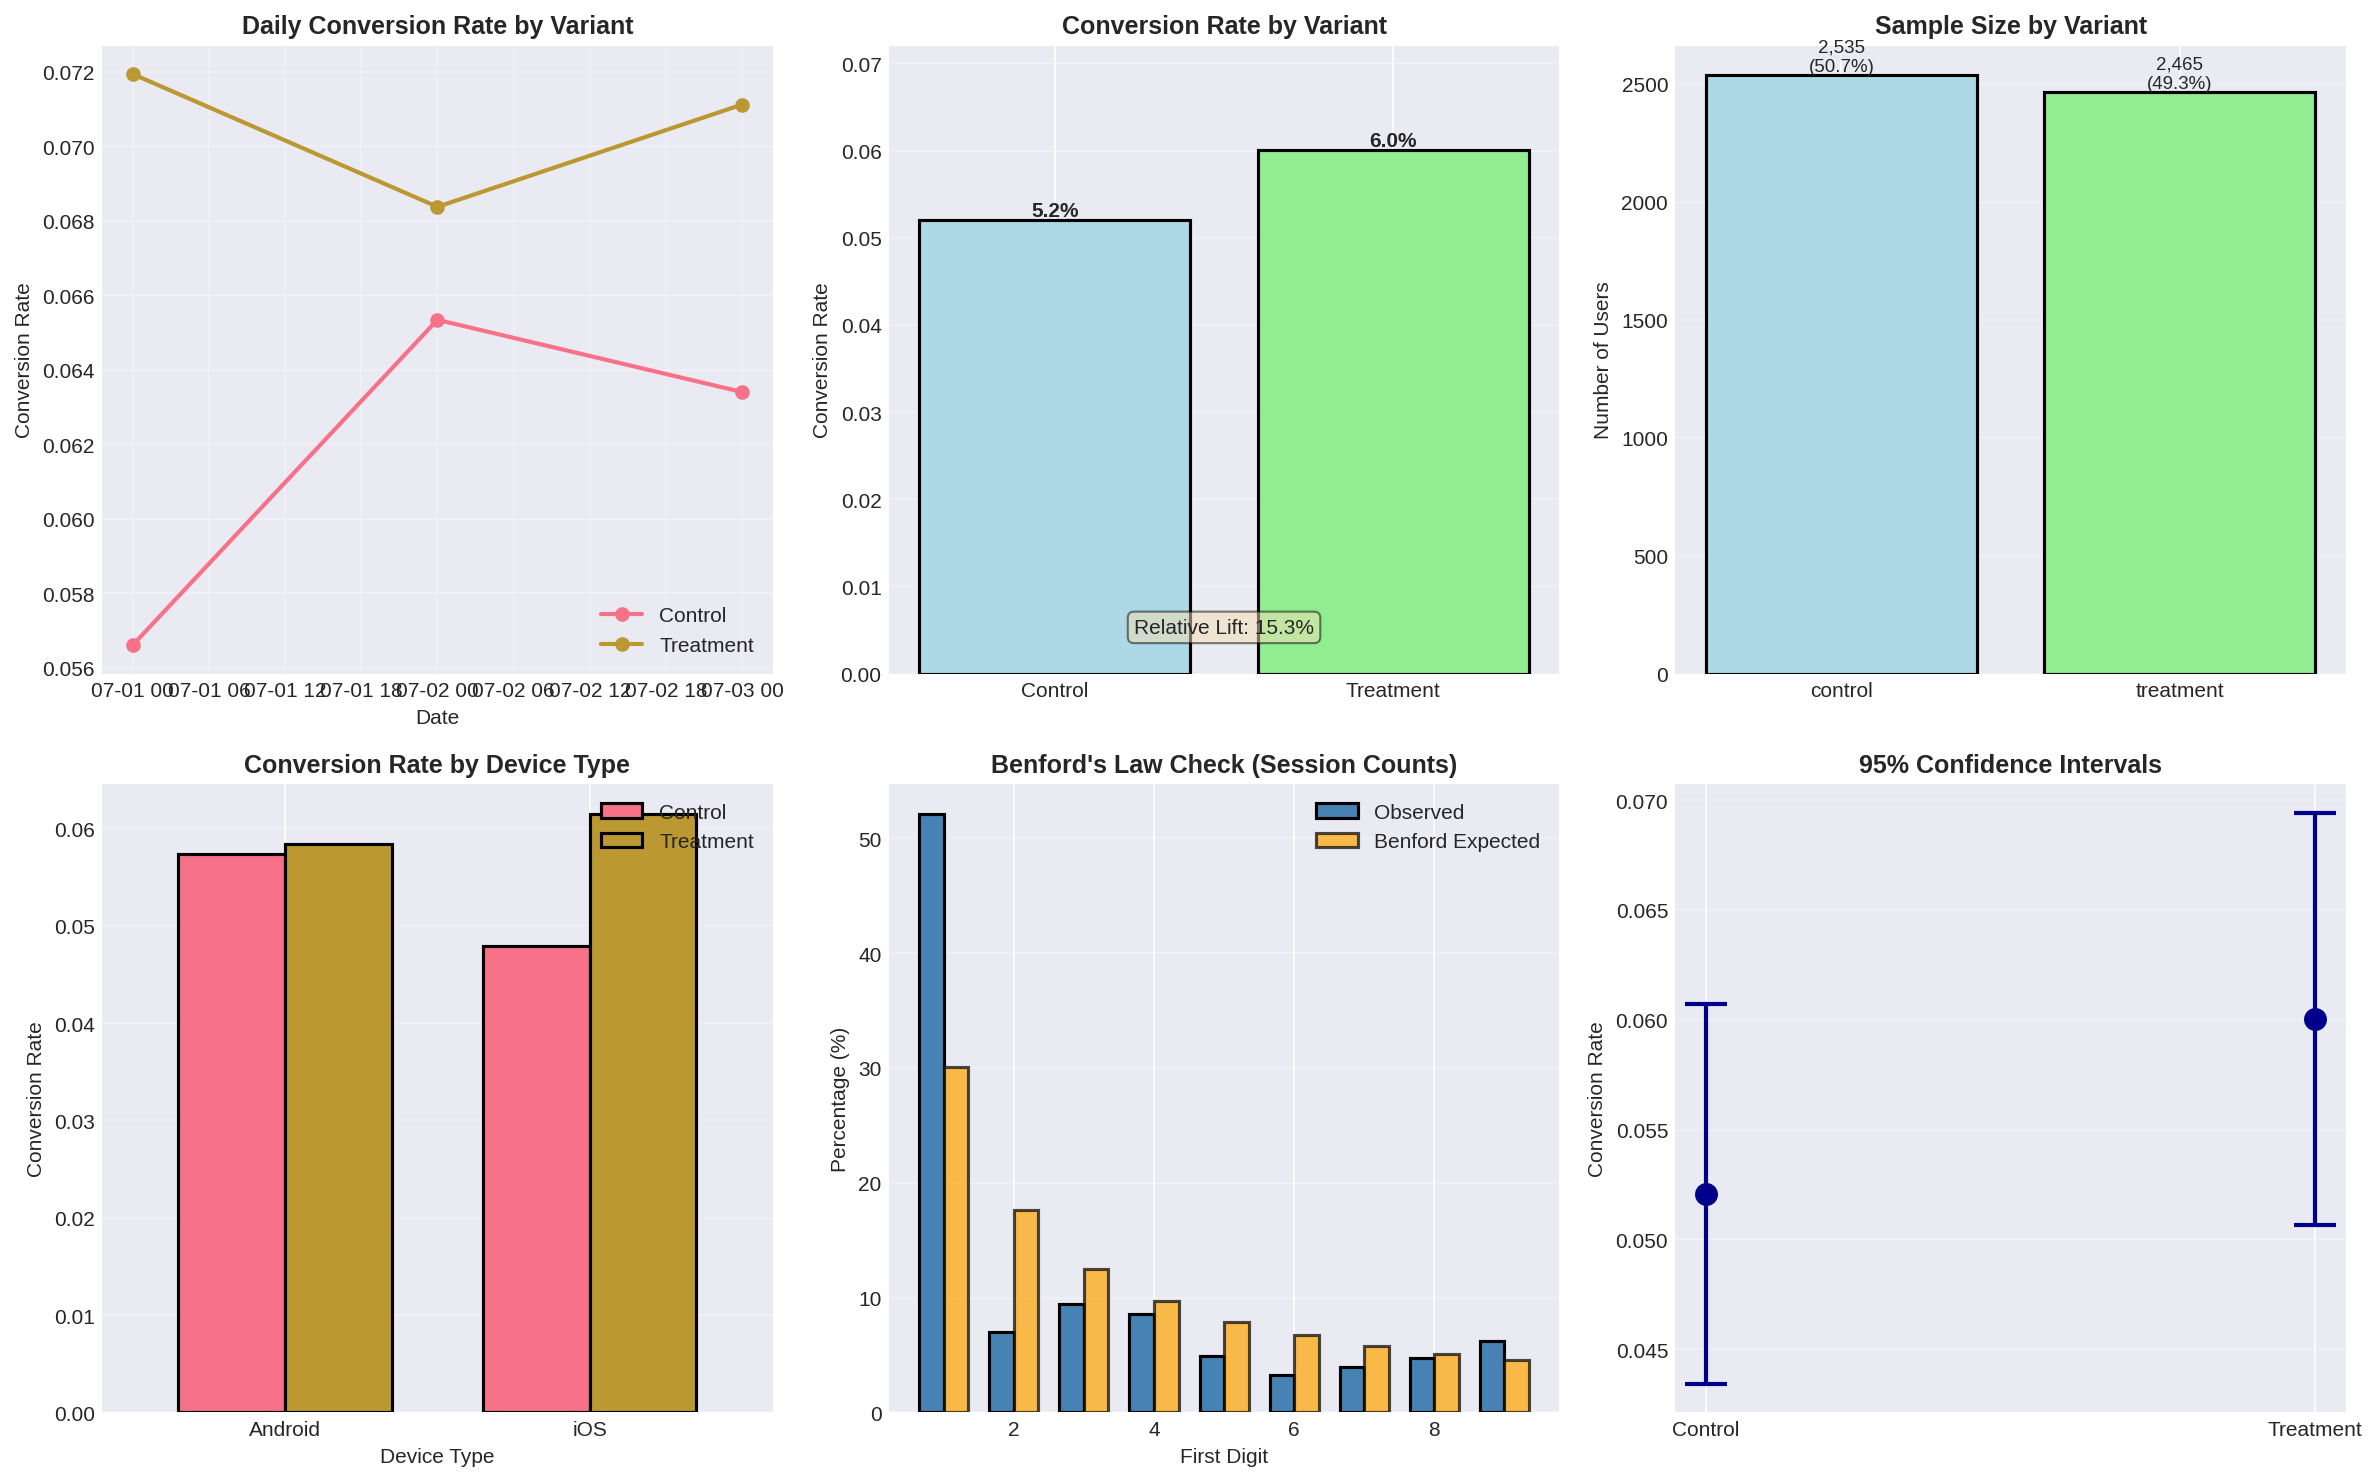 Daily Conversion Rate by Variant
Conversion Rate
0.072
0.070
0.068
0.066
0.064
0.062
0.060
0.058
0.056
07-01 00
07-01 06
07-01 12
07-01 18
07-02 00
07-02 06
07-02 12
07-02 18
07-03 00
Date
Control
Treatment
Conversion Rate by Variant
Conversion Rate
0.07
0.06
0.05
0.04
0.03
0.02
0.01
0.00
5.2%
6.0%
Relative Lift: 15.3%
Control
Treatment
Sample Size by Variant
Number of Users
2500
2000
1500
1000
500
0
2,535
(50.7%)
2,465
(49.3%)
control
treatment
Conversion Rate by Device Type
Conversion Rate
0.06
0.05
0.04
0.03
0.02
0.01
0.00
Control
Treatment
Android
iOS
Device Type
Benford's Law Check (Session Counts)
Percentage (%)
50
40
30
20
10
0
Observed
Benford Expected
2
4
6
8
First Digit
95% Confidence Intervals
Conversion Rate
0.070
0.065
0.060
0.055
0.050
0.045
Control
Treatment